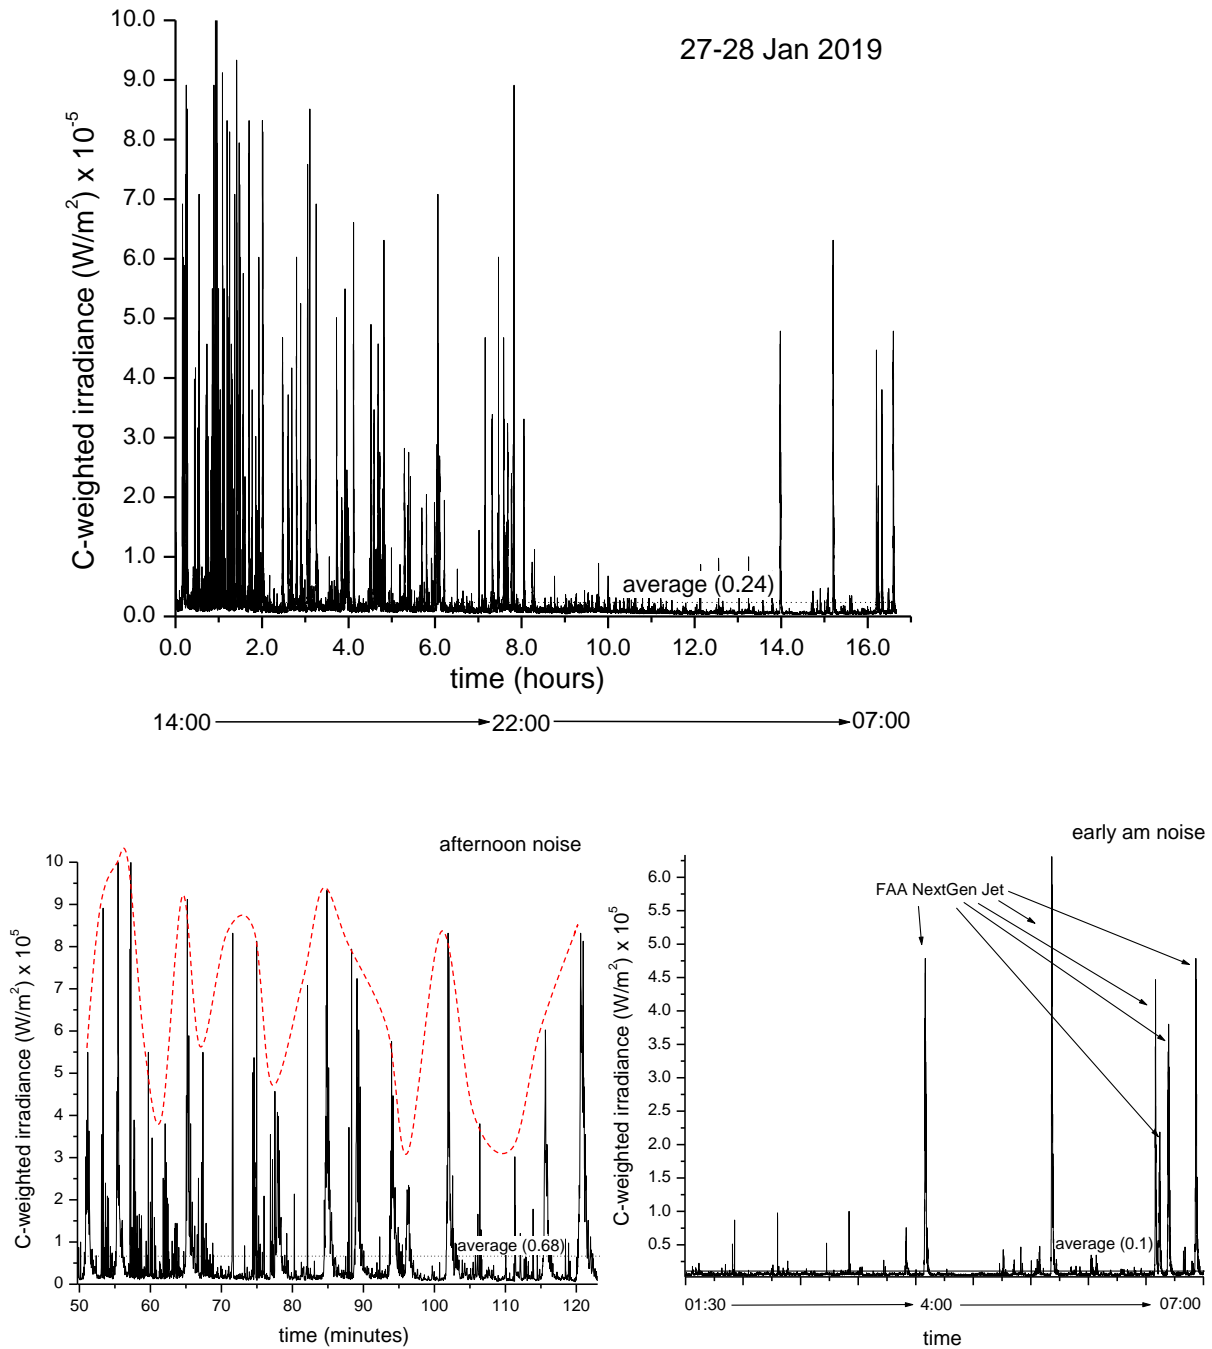 27-28 Jan 2019
C-weighted irradiance (W/m²) x 10⁻⁵
10.0
9.0
8.0
7.0
6.0
5.0
4.0
3.0
2.0
1.0
0.0
average (0.24)
0.0 2.0 4.0 6.0 8.0 10.0 12.0 14.0 16.0
time (hours)
14:00 22:00 07:00
afternoon noise
C-weighted irradiance (W/m²) x 10⁵
10
9
8
7
6
5
4
3
2
1
0
average (0.68)
50 60 70 80 90 100 110 120
time (minutes)
early am noise
C-weighted irradiance (W/m²) x 10⁵
FAA NextGen Jet
6.0
5.5
5.0
4.5
4.0
3.5
3.0
2.5
2.0
1.5
1.0
0.5
average (0.1)
01:30 4:00 07:00
time